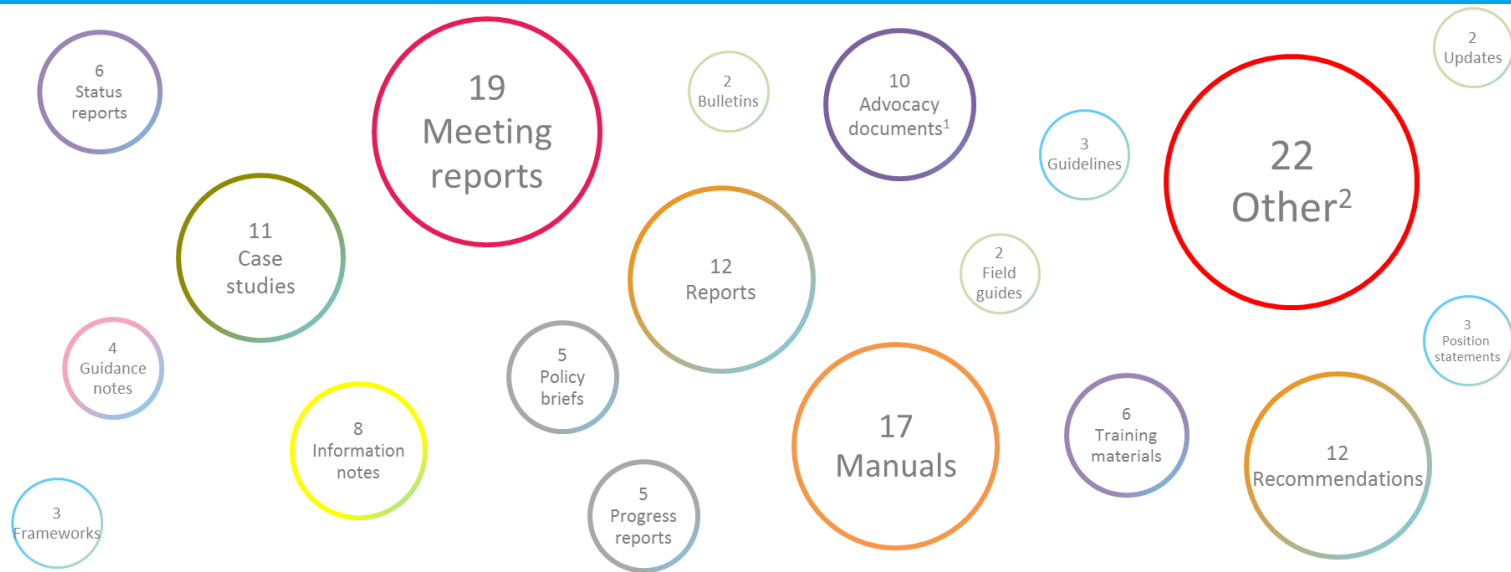 6
Status
reports
19
Meeting
reports
2
Bulletins
10
Advocacy
documents¹
2
Updates
3
Guidelines
22
Other²
11
Case
studies
12
Reports
2
Field
guides
4
Guidance
notes
5
Policy
briefs
3
Position
statements
8
Information
notes
17
Manuals
6
Training
materials
12
Recommendations
3
Frameworks
5
Progress
reports